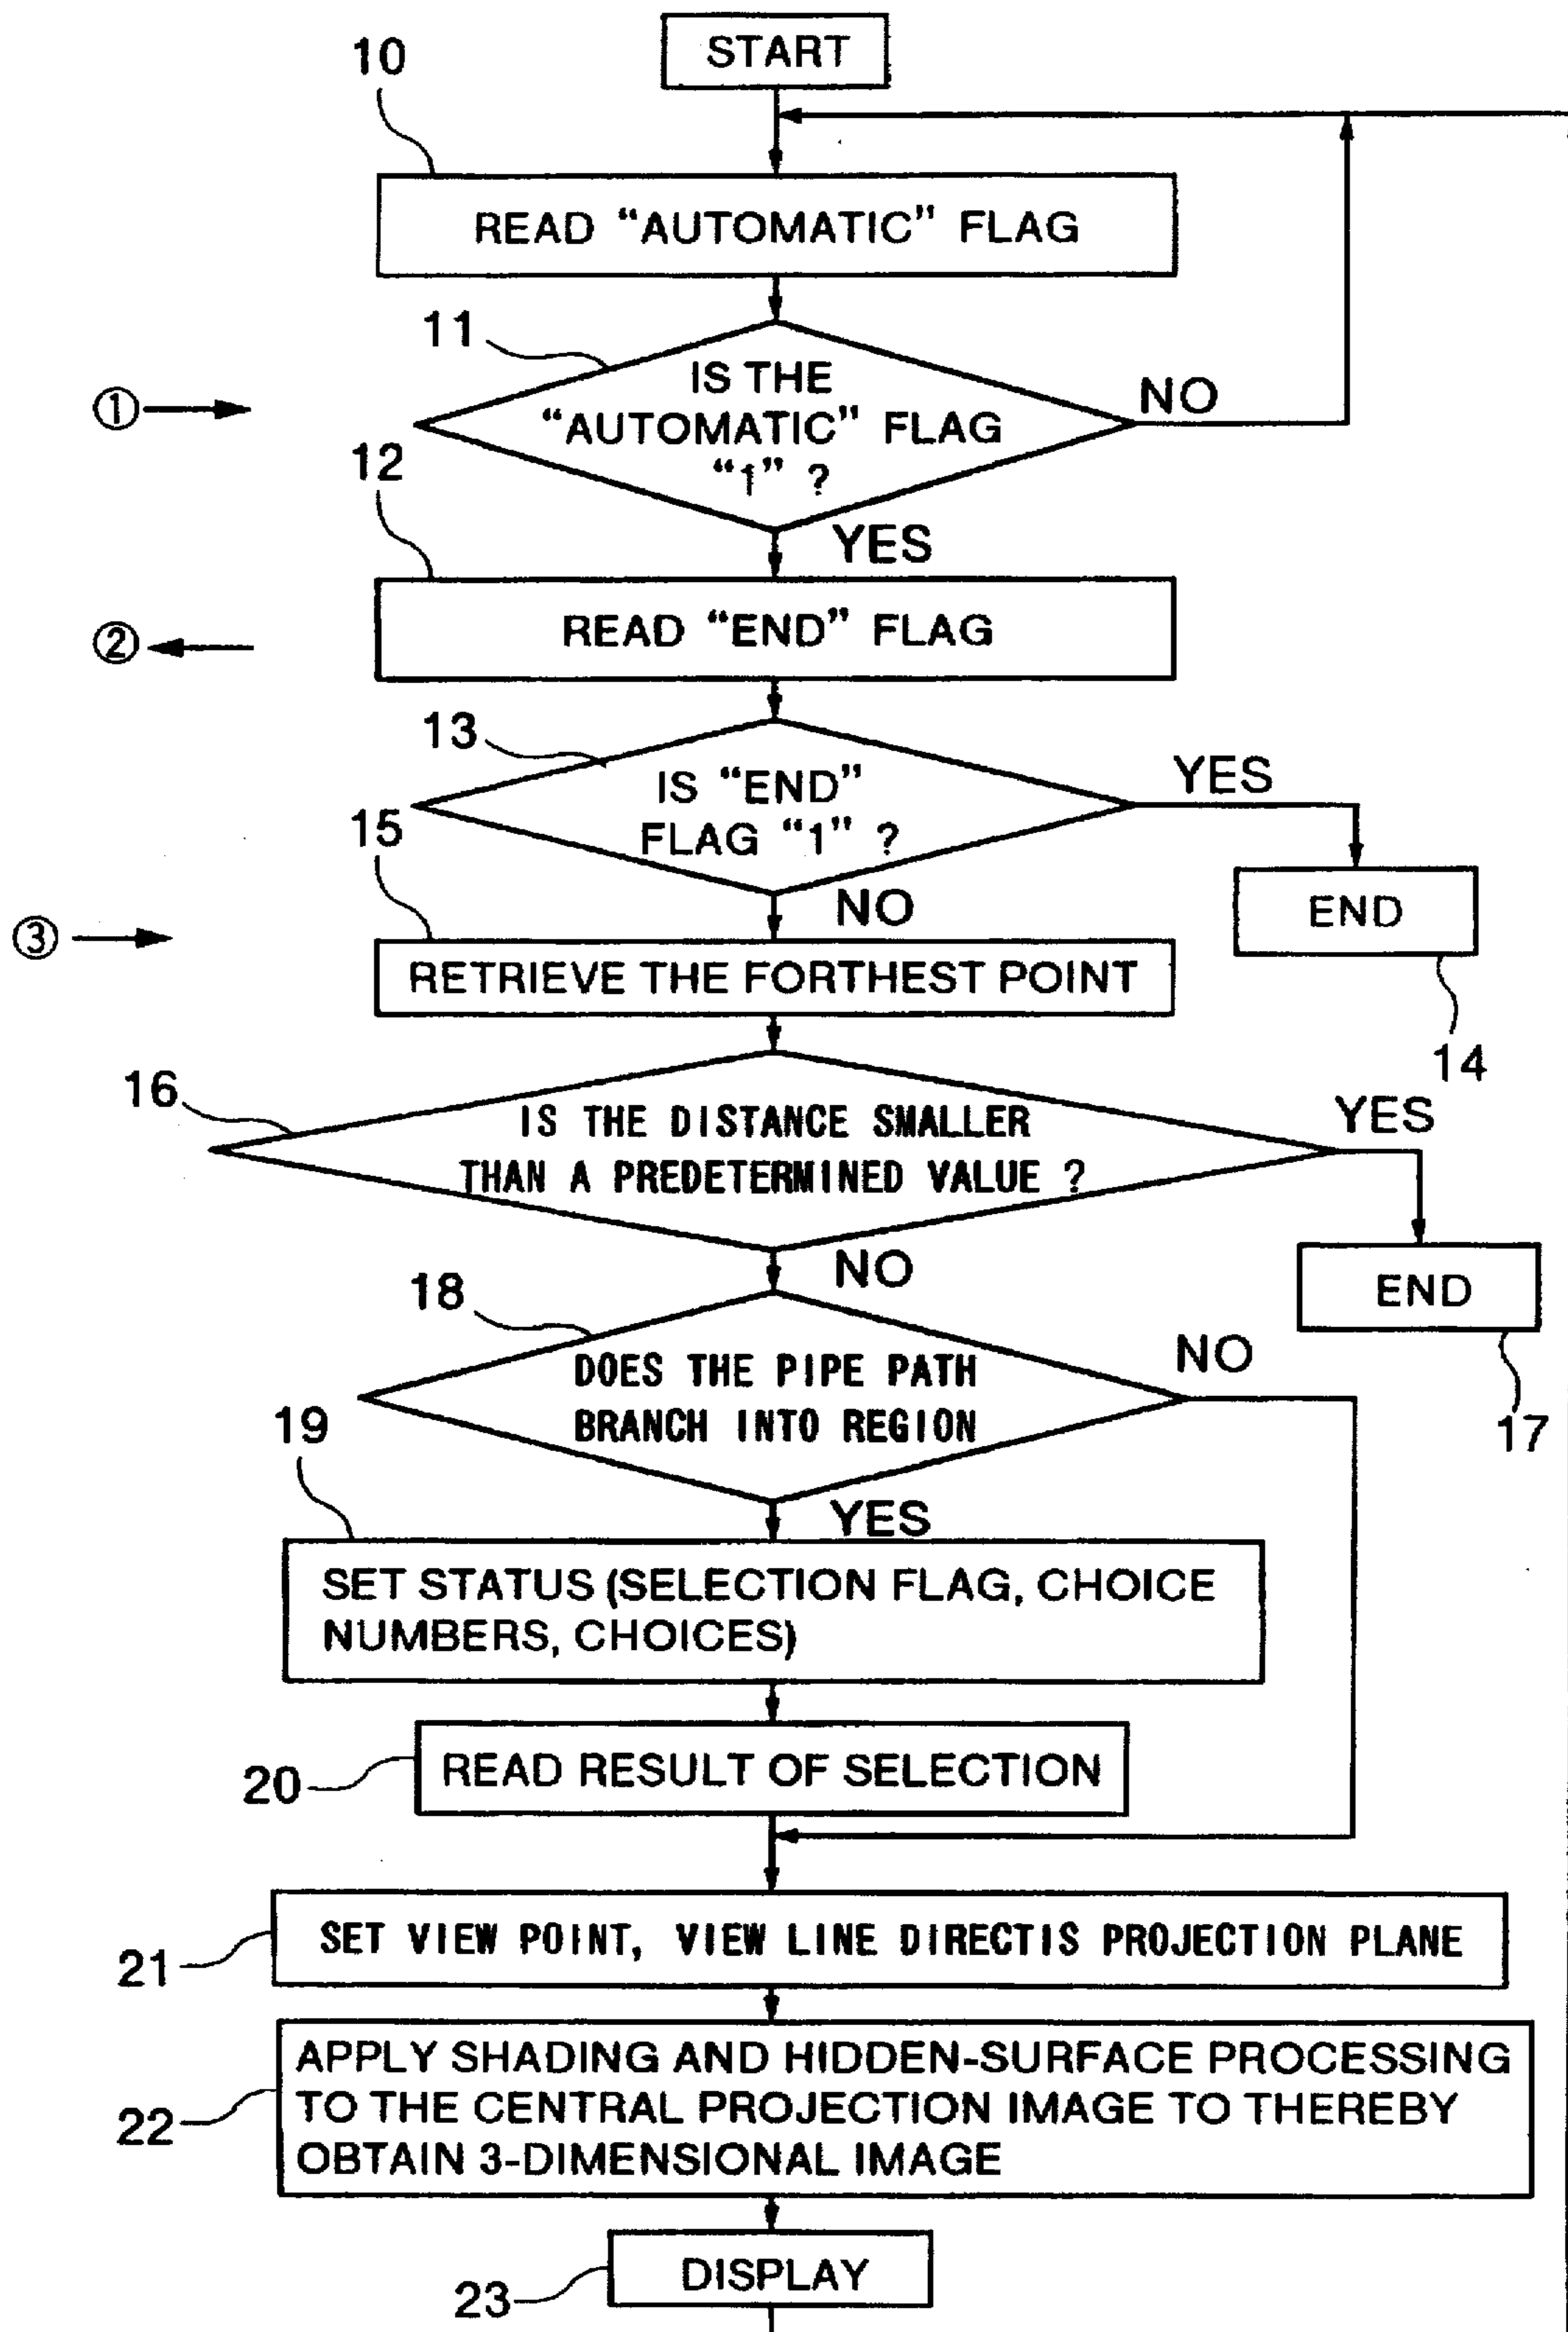 START
10
READ “AUTOMATIC” FLAG
11
IS THE
“AUTOMATIC” FLAG
“1” ?
NO
①
12
YES
READ “END” FLAG
②
13
IS “END”
FLAG “1” ?
YES
15
NO
END
③
RETRIEVE THE FORTHEST POINT
14
16
IS THE DISTANCE SMALLER
THAN A PREDETERMINED VALUE ?
YES
NO
END
18
DOES THE PIPE PATH
BRANCH INTO REGION
NO
17
19
YES
SET STATUS (SELECTION FLAG, CHOICE
NUMBERS, CHOICES)
20
READ RESULT OF SELECTION
21
SET VIEW POINT, VIEW LINE DIRECTIS PROJECTION PLANE
22
APPLY SHADING AND HIDDEN-SURFACE PROCESSING
TO THE CENTRAL PROJECTION IMAGE TO THEREBY
OBTAIN 3-DIMENSIONAL IMAGE
23
DISPLAY